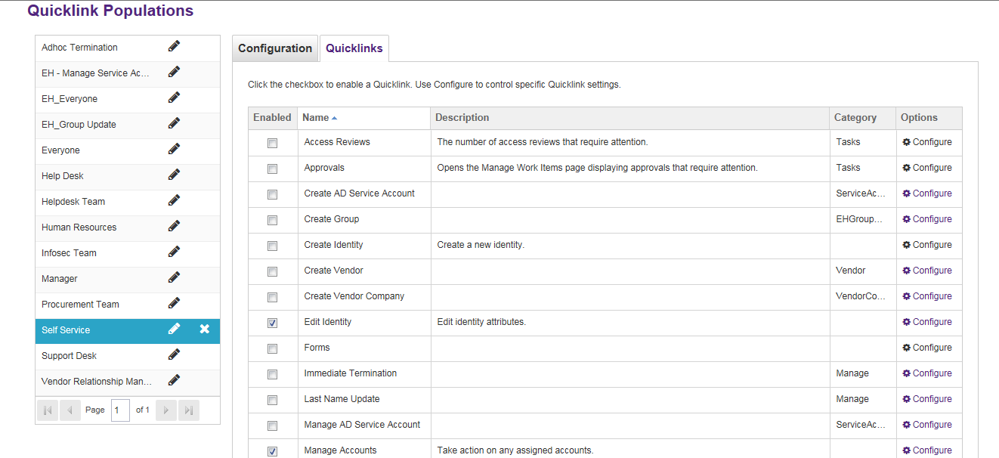 Quicklink Populations
Adhoc Termination
EH - Manage Service Ac...
EH_Everyone
EH_Group Update
Everyone
Help Desk
Helpdesk Team
Human Resources
Infosec Team
Manager
Procurement Team
Self Service
Support Desk
Vendor Relationship Man...
Page 1 of 1
Configuration Quicklinks
Click the checkbox to enable a Quicklink. Use Configure to control specific Quicklink settings.
Enabled Name Description Category Options
Access Reviews The number of access reviews that require attention. Tasks Configure
Approvals Opens the Manage Work Items page displaying approvals that require attention. Tasks Configure
Create AD Service Account ServiceAc... Configure
Create Group EHGroup... Configure
Create Identity Create a new identity. Configure
Create Vendor Vendor Configure
Create Vendor Company VendorCo... Configure
Edit Identity Edit identity attributes. Configure
Forms Configure
Immediate Termination Manage Configure
Last Name Update Manage Configure
Manage AD Service Account ServiceAc... Configure
Manage Accounts Take action on any assigned accounts. Configure